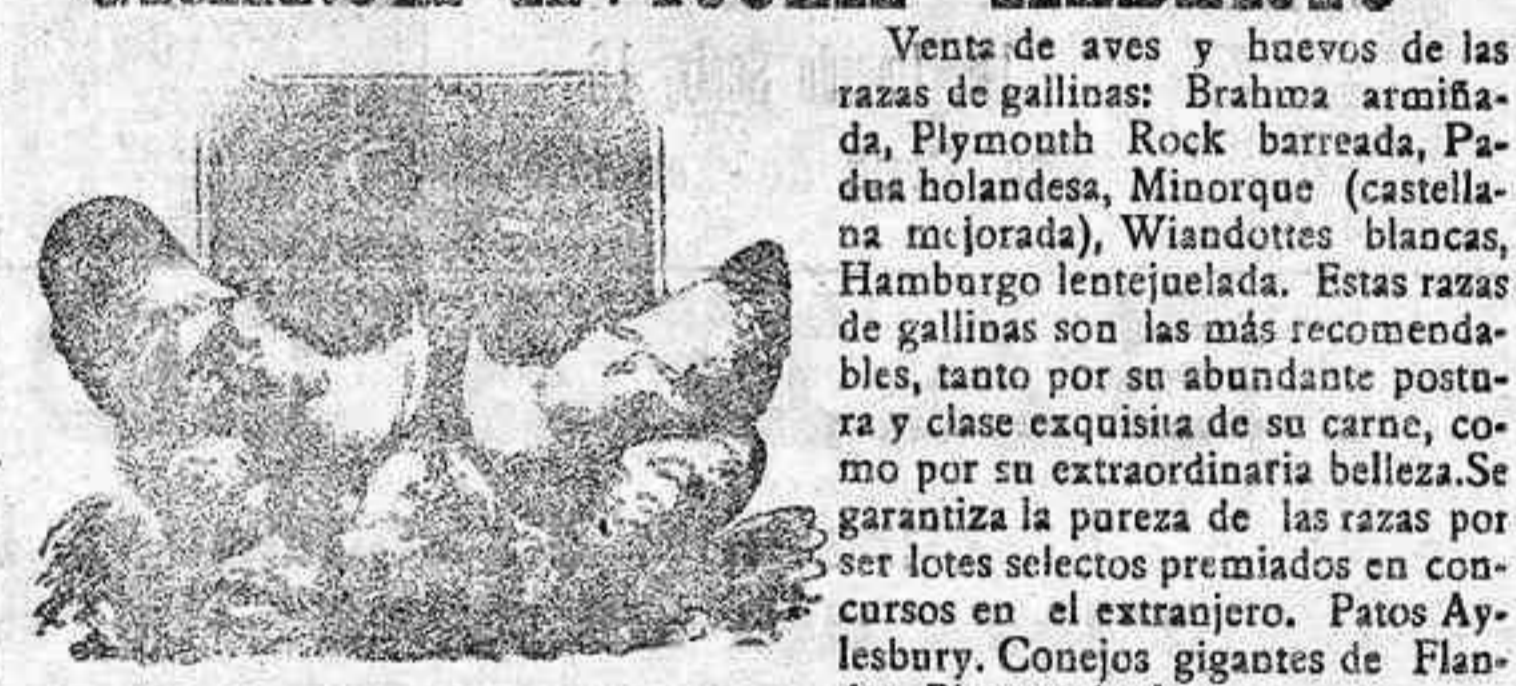 Venta de aves y huevos de las
razas de gallinas: Brahma armiña-
da, Plymouth Rock barreada, Pa-
dua holandesa, Minorque (castella-
na mejorada), Wiandottes blancas,
Hamburgo lentejuelada. Estas razas
de gallinas son las más recomenda-
bles, tanto por su abundante postu-
ra y clase exquisita de su carne, co-
mo por su extraordinaria belleza.Se
garantiza la pureza de las razas por
ser lotes selectos premiados en con-
cursos en el extranjero. Patos Ay-
lesbury. Conejos gigantes de Flan-